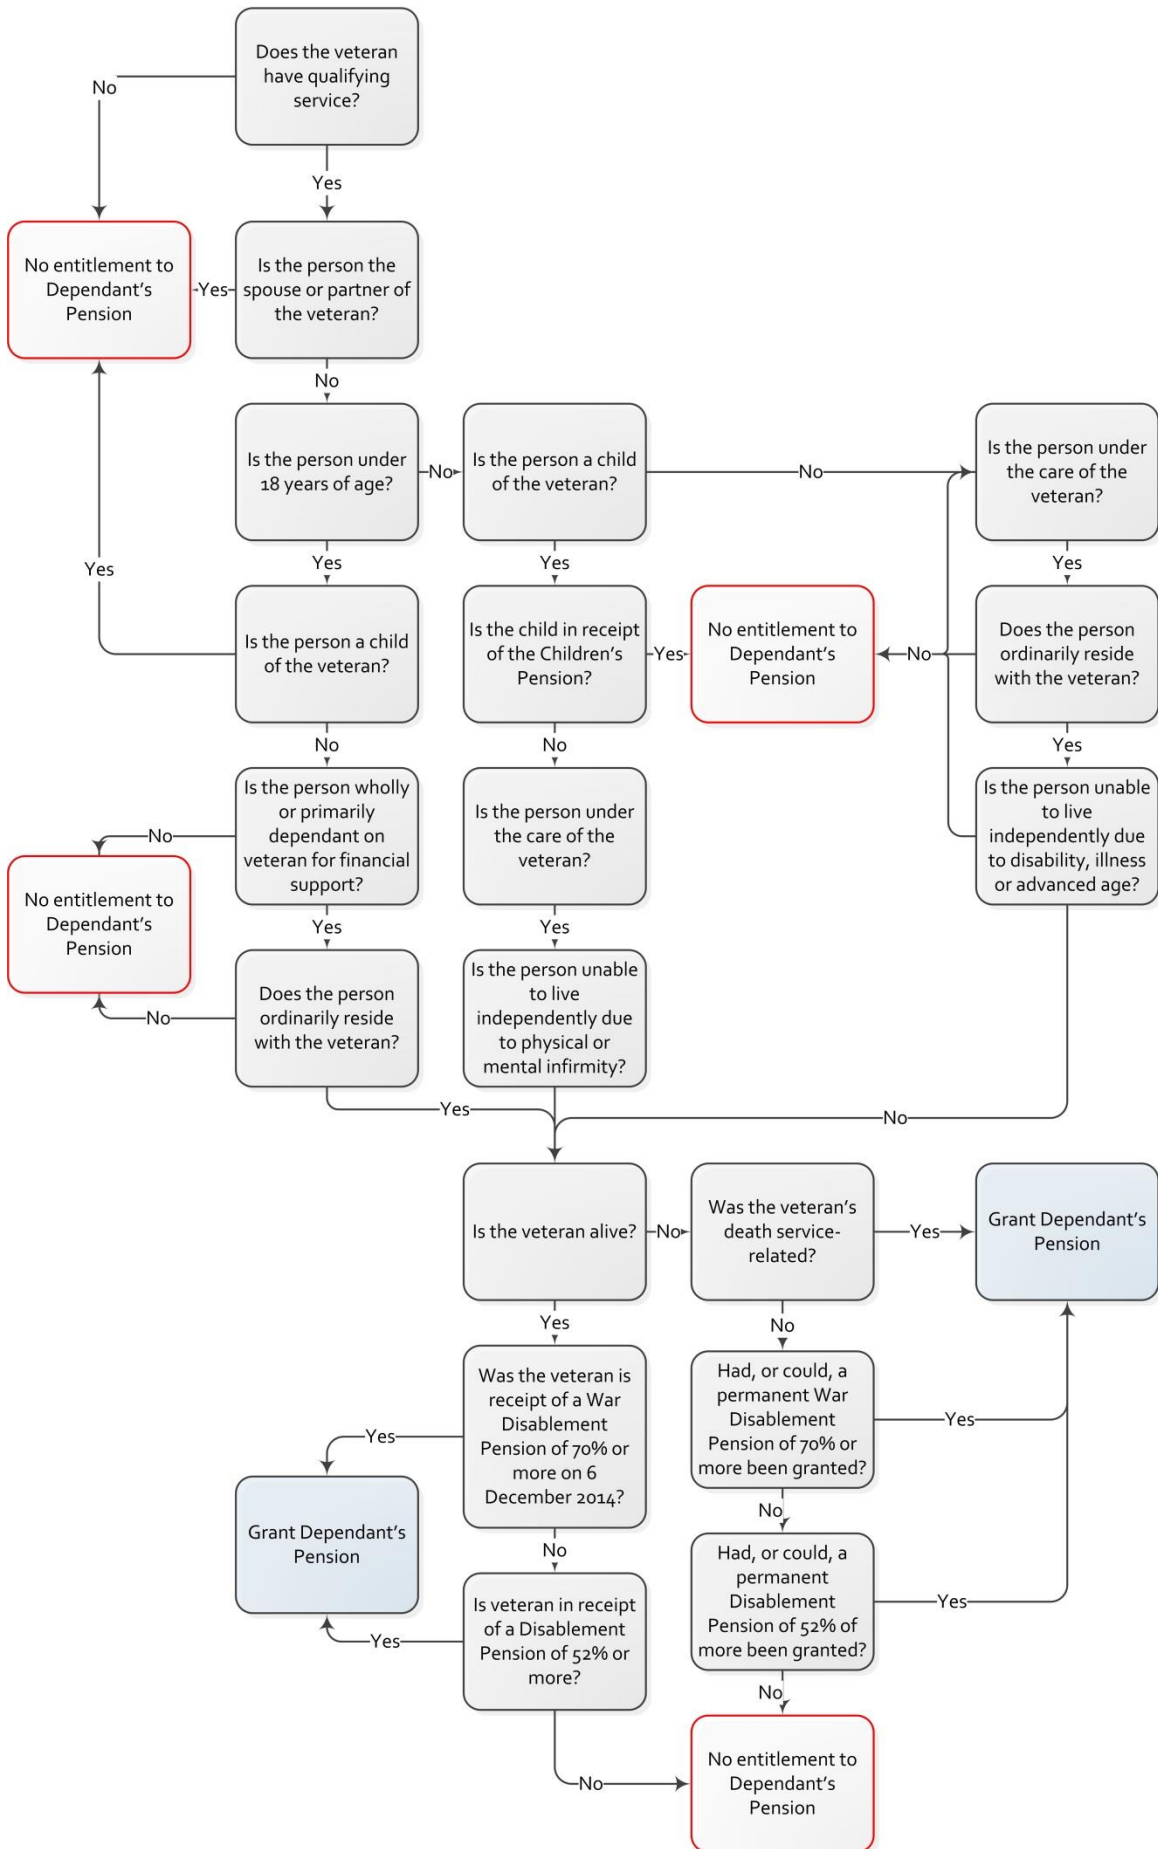 Does the veteran
have qualifying
service?
No
Yes
No entitlement to
Dependant's
Pension
Yes
Is the person the
spouse or partner of
the veteran?
No
Is the person under
18 years of age?
No
Is the person a child
of the veteran?
No
Is the person under
the care of the
veteran?
Yes
Yes
Yes
Yes
Is the person a child
of the veteran?
Is the child in receipt
of the Children's
Pension?
Yes
No entitlement to
Dependant's
Pension
No
Does the person
ordinarily reside
with the veteran?
No
No
Yes
Is the person wholly
or primarily
dependant on
veteran for financial
support?
No
Is the person under
the care of the
veteran?
Is the person unable
to live
independently due
to disability, illness
or advanced age?
No entitlement to
Dependant's
Pension
Yes
Yes
Does the person
ordinarily reside
with the veteran?
No
Is the person unable
to live
independently due
to physical or
mental infirmity?
Yes
No
Is the veteran alive?
No
Was the veteran's
death service-
related?
Yes
Grant Dependant's
Pension
Yes
No
Was the veteran is
receipt of a War
Disablement
Pension of 70% or
more on 6
December 2014?
Yes
Had, or could, a
permanent War
Disablement
Pension of 70% or
more been granted?
Yes
Grant Dependant's
Pension
No
No
Is veteran in receipt
of a Disablement
Pension of 52% or
more?
Yes
Had, or could, a
permanent
Disablement
Pension of 52% of
more been granted?
Yes
No
No
No entitlement to
Dependant's
Pension